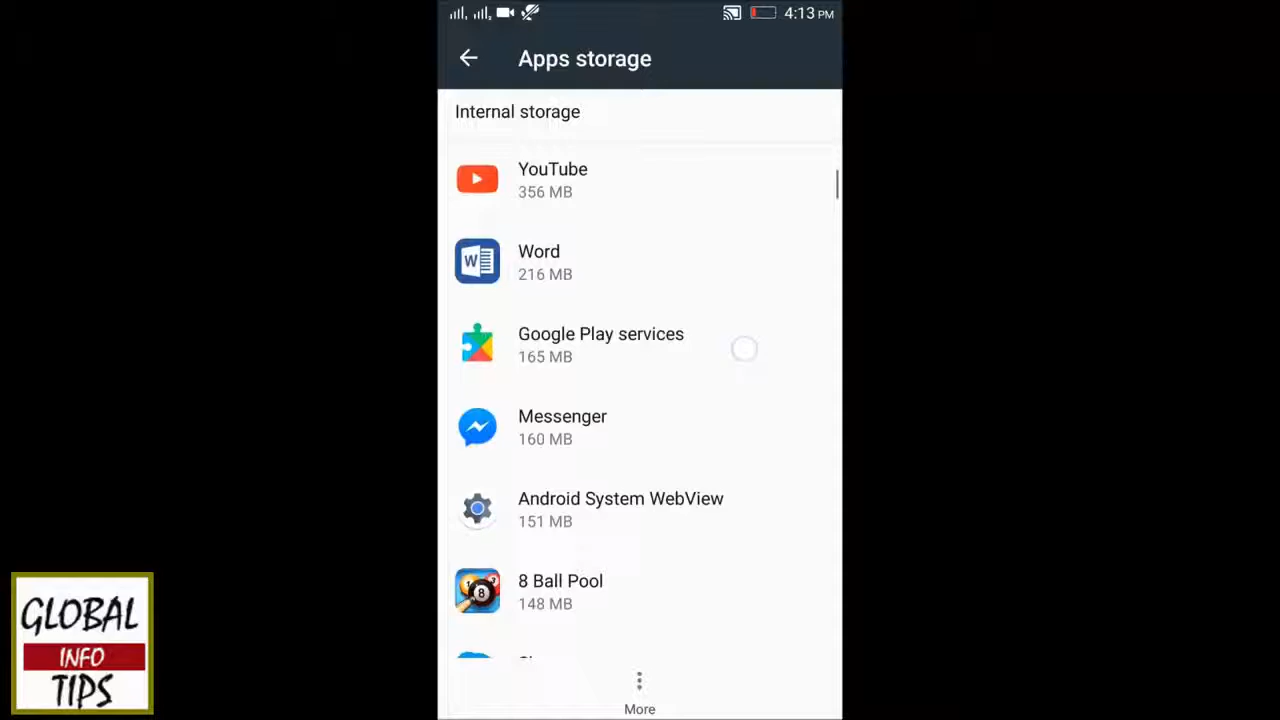 4:13 PM
Apps storage
Internal storage
YouTube
356 MB
Word
216 MB
Google Play services
165 MB
Messenger
160 MB
Android System WebView
151 MB
8 Ball Pool
148 MB
More
GLOBAL
INFO
TIPS